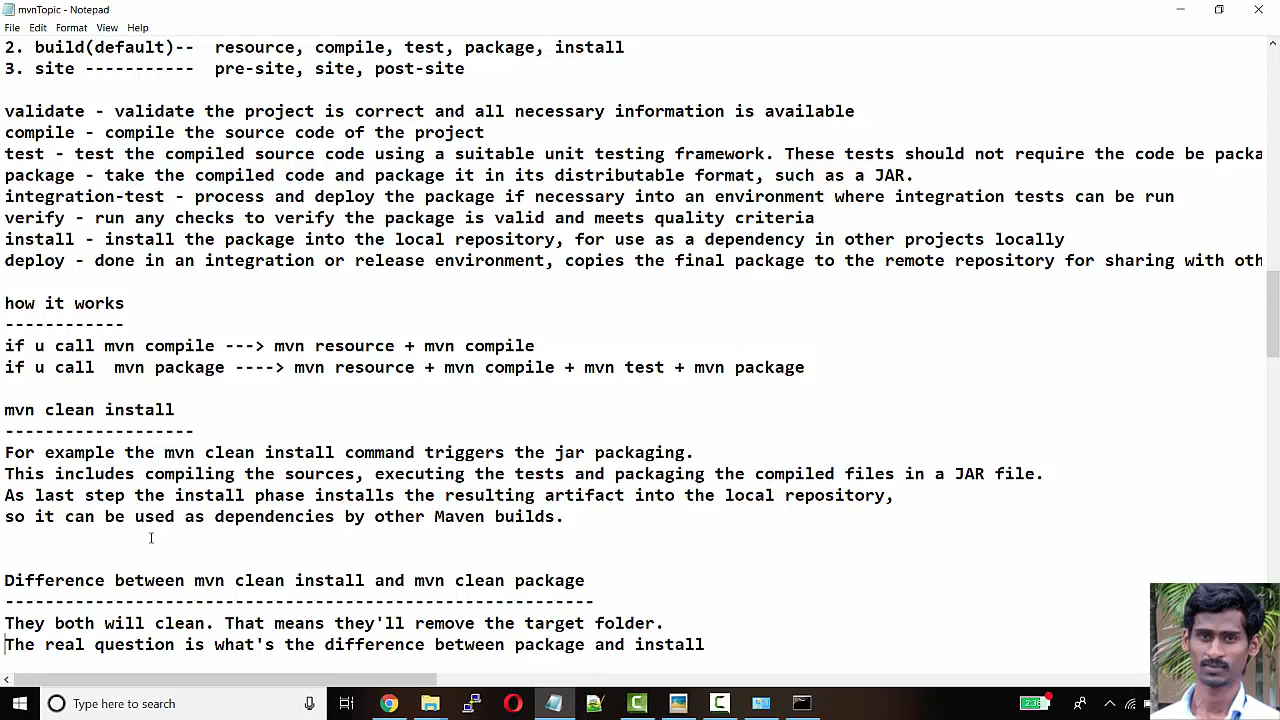 mvnTopic - Notepad
File Edit Format View Help
2. build(default)-- resource, compile, test, package, install
3. site ----------- pre-site, site, post-site
validate - validate the project is correct and all necessary information is available
compile - compile the source code of the project
test - test the compiled source code using a suitable unit testing framework. These tests should not require the code be packa
package - take the compiled code and package it in its distributable format, such as a JAR.
integration-test - process and deploy the package if necessary into an environment where integration tests can be run
verify - run any checks to verify the package is valid and meets quality criteria
install - install the package into the local repository, for use as a dependency in other projects locally
deploy - done in an integration or release environment, copies the final package to the remote repository for sharing with oth
how it works
------------
if u call mvn compile ---> mvn resource + mvn compile
if u call  mvn package ----> mvn resource + mvn compile + mvn test + mvn package
mvn clean install
-------------------
For example the mvn clean install command triggers the jar packaging.
This includes compiling the sources, executing the tests and packaging the compiled files in a JAR file.
As last step the install phase installs the resulting artifact into the local repository,
so it can be used as dependencies by other Maven builds.
Difference between mvn clean install and mvn clean package
-----------------------------------------------------------
They both will clean. That means they'll remove the target folder.
The real question is what's the difference between package and install
Type here to search